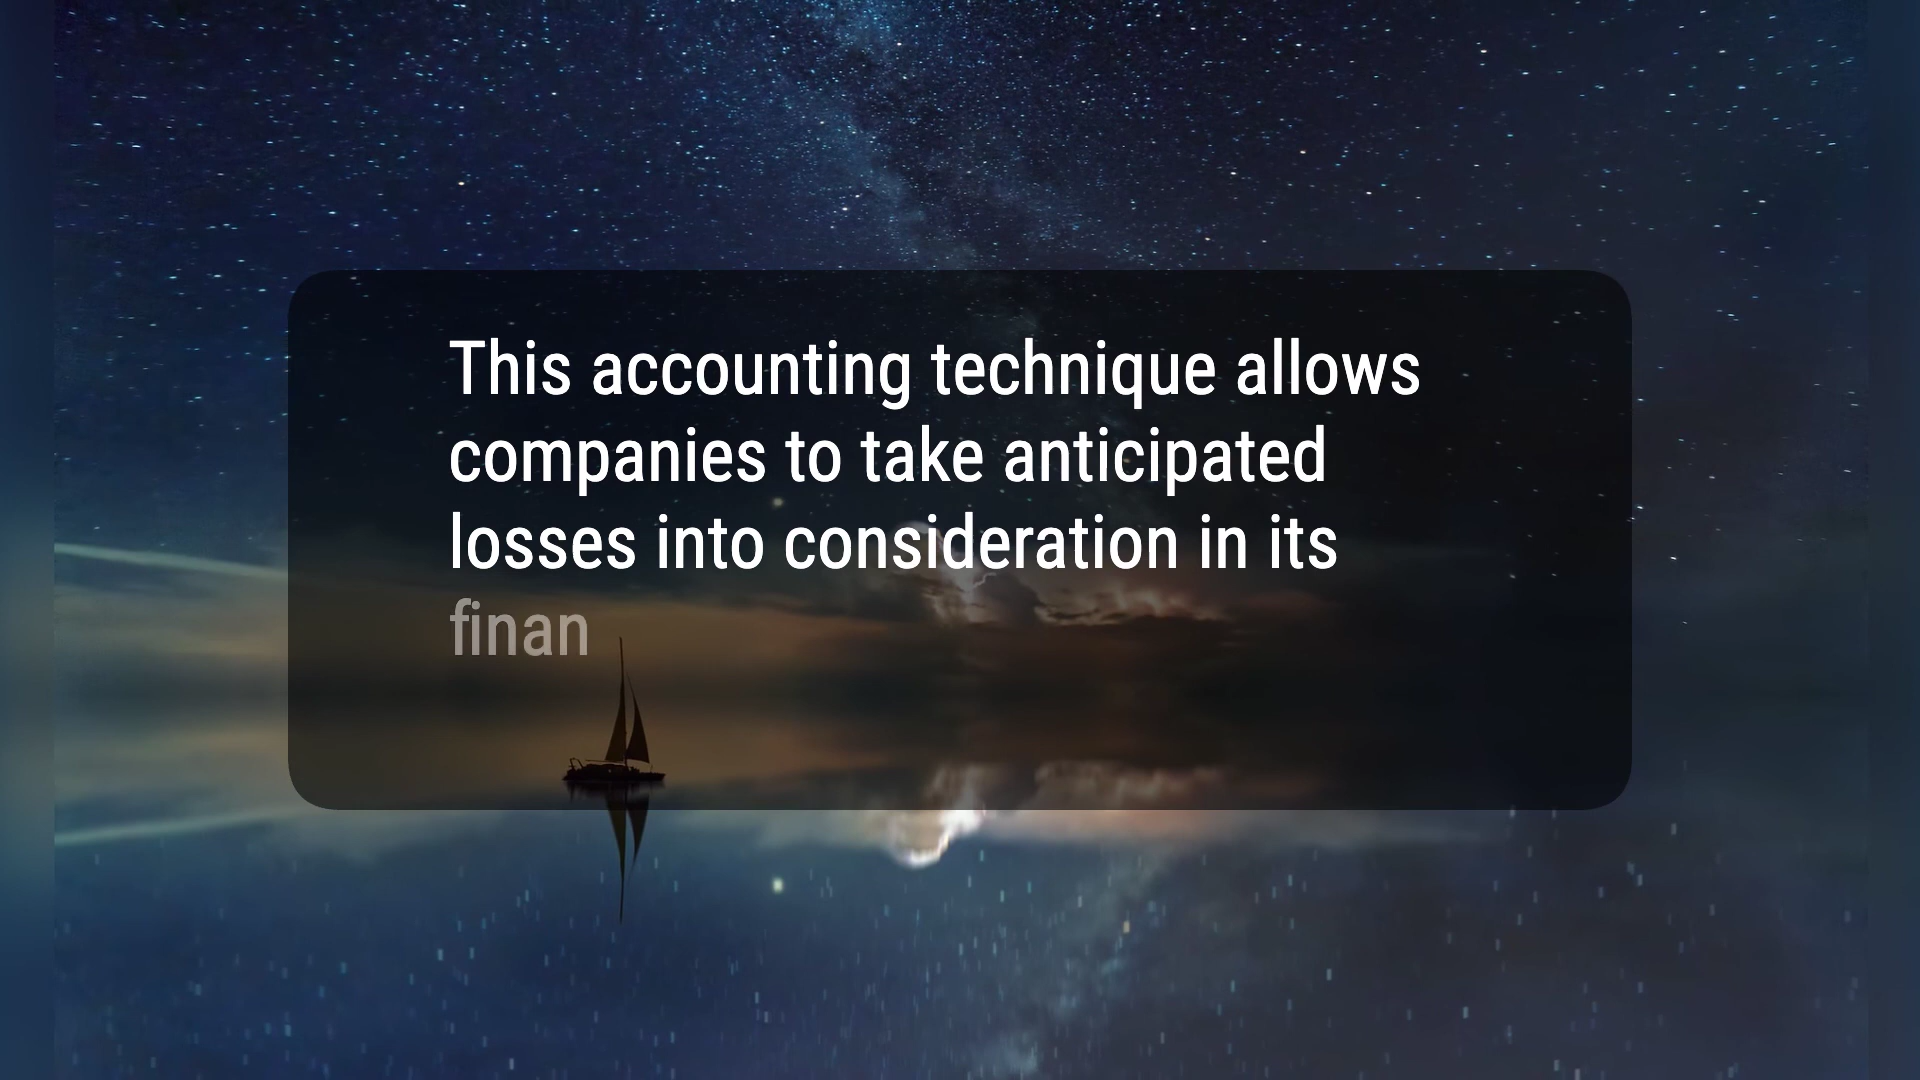 This accounting technique allows
companies to take anticipated
losses into consideration in its
finan